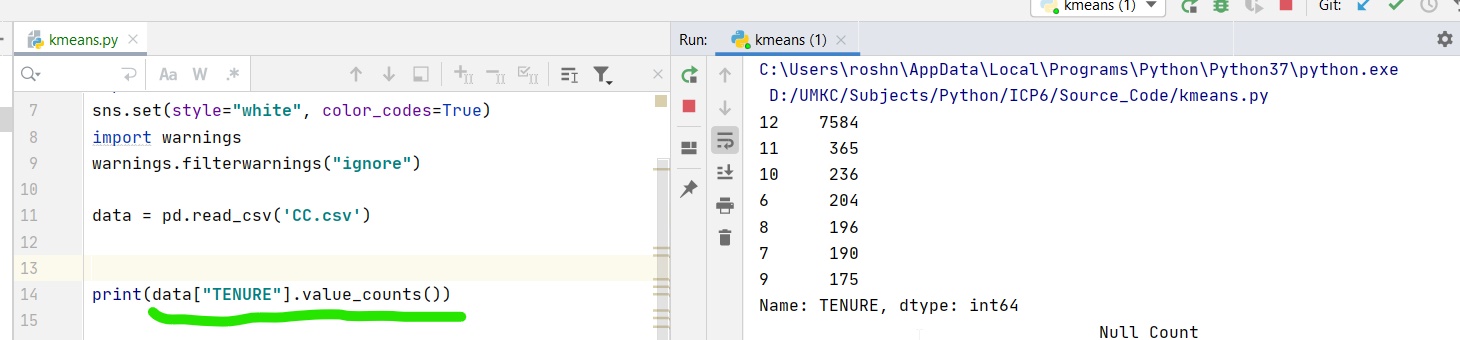 kmeans (1)
Git:
kmeans.py
Run:
kmeans (1)
Aa W .*
7 sns.set(style="white", color_codes=True)
8 import warnings
9 warnings.filterwarnings("ignore")
10
11 data = pd.read_csv('CC.csv')
12
13
14 print(data["TENURE"].value_counts())
15
C:\Users\roshn\AppData\Local\Programs\Python\Python37\python.exe
D:/UMKC/Subjects/Python/ICP6/Source_Code/kmeans.py
12 7584
11 365
10 236
6 204
8 196
7 190
9 175
Name: TENURE, dtype: int64
Null Count